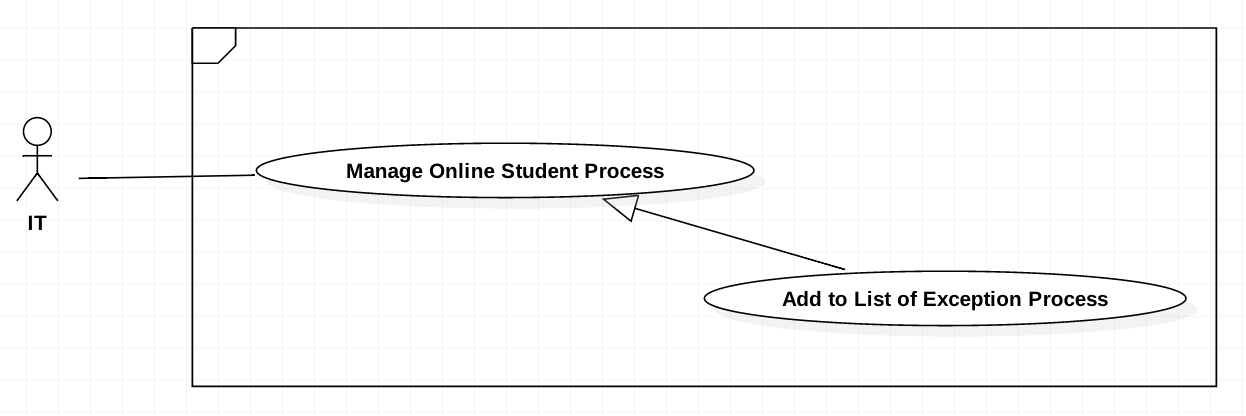 Manage Online Student Process
IT
Add to List of Exception Process